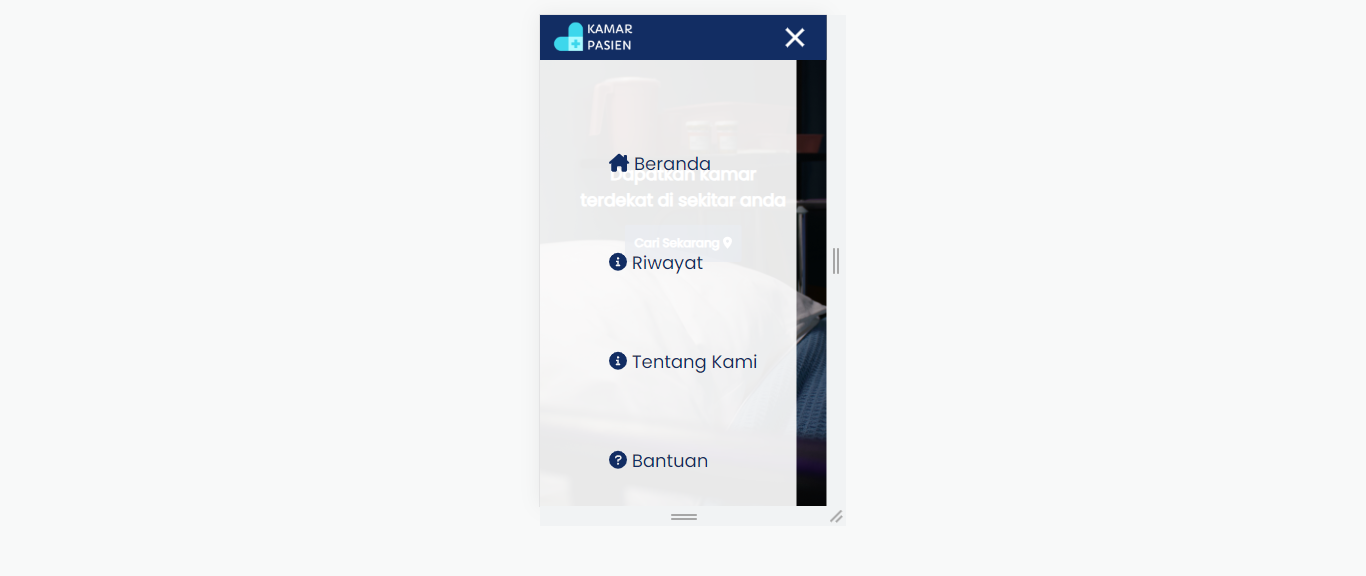 KAMAR
PASIEN
Beranda
Dapatkan kamar
terdekat di sekitar anda
Cari Sekarang
Riwayat
Tentang Kami
Bantuan